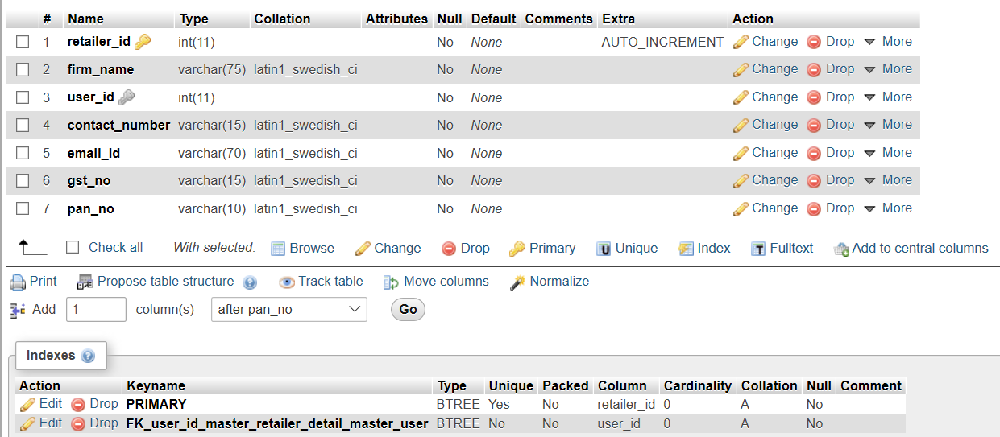 # Name Type Collation Attributes Null Default Comments Extra Action
1 retailer_id int(11) No None AUTO_INCREMENT Change Drop More
2 firm_name varchar(75) latin1_swedish_ci No None Change Drop More
3 user_id int(11) No None Change Drop More
4 contact_number varchar(15) latin1_swedish_ci No None Change Drop More
5 email_id varchar(70) latin1_swedish_ci No None Change Drop More
6 gst_no varchar(15) latin1_swedish_ci No None Change Drop More
7 pan_no varchar(10) latin1_swedish_ci No None Change Drop More
Check all With selected: Browse Change Drop Primary U Unique Index T Fulltext Add to central columns
Print Propose table structure Track table Move columns Normalize
Add 1 column(s) after pan_no Go
Indexes
Action Keyname Type Unique Packed Column Cardinality Collation Null Comment
Edit Drop PRIMARY BTREE Yes No retailer_id 0 A No
Edit Drop FK_user_id_master_retailer_detail_master_user BTREE No No user_id 0 A No